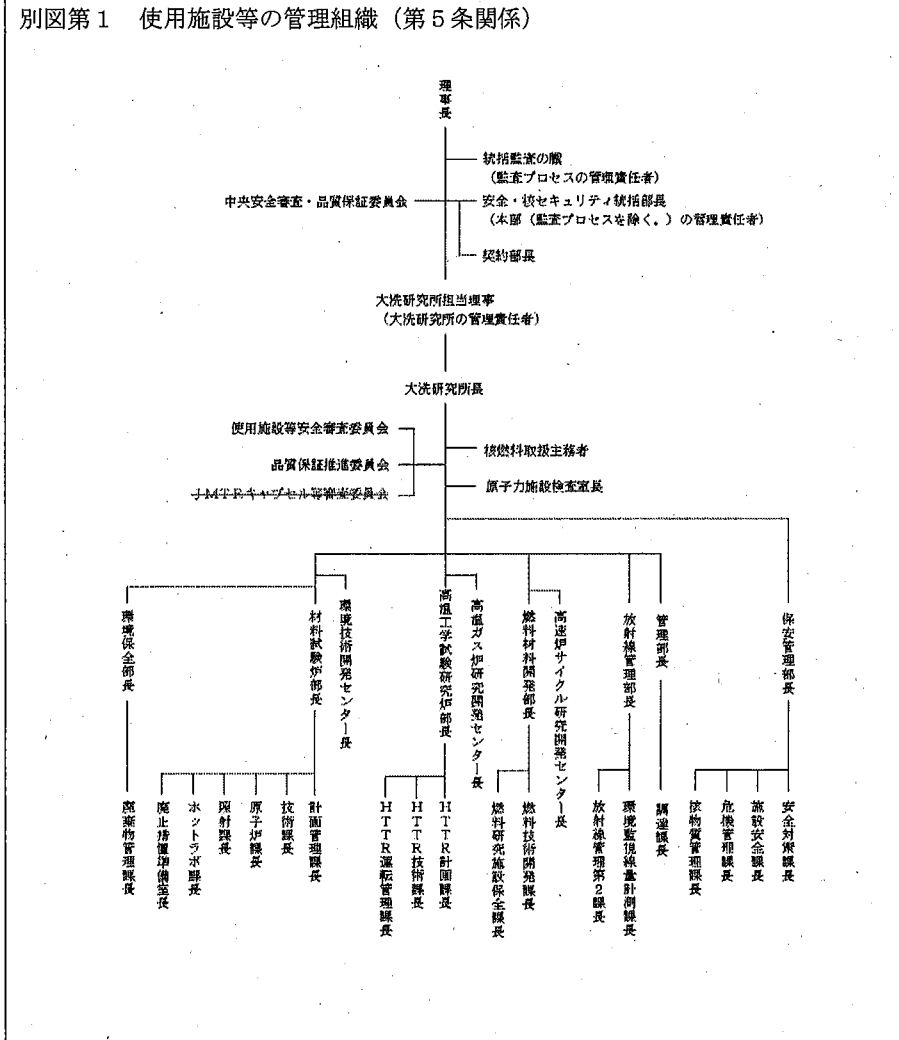 別図第1 使用施設等の管理組織（第5条関係）
理事長
統括監査の職
（監査プロセスの管理責任者）
中央安全審査・品質保証委員会
安全・核セキュリティ統括部長
（本部（監査プロセスを除く。）の管理責任者）
契約部長
大洗研究所担当理事
（大洗研究所の管理責任者）
大洗研究所長
使用施設等安全審査委員会
核燃料取扱主務者
品質保証推進委員会
原子力施設検査室長
JMTRキャプセル等審査委員会
環境保全部長
材料試験炉部長
環境技術開発センター長
高温工学試験研究炉部長
高温ガス炉研究開発センター長
燃料材料開発部長
高速炉サイクル研究開発センター長
放射線管理部長
管理部長
保安管理部長
廃棄物管理課長
廃止措置準備室長
ホットラボ課長
照射課長
原子炉課長
技術課長
計画管理課長
HTTR運転管理課長
HTTR技術課長
HTTR計画課長
燃料研究施設保全課長
燃料技術開発課長
放射線管理第2課長
環境監視線量計測課長
調達課長
核物質管理課長
危機管理課長
施設安全課長
安全対策課長